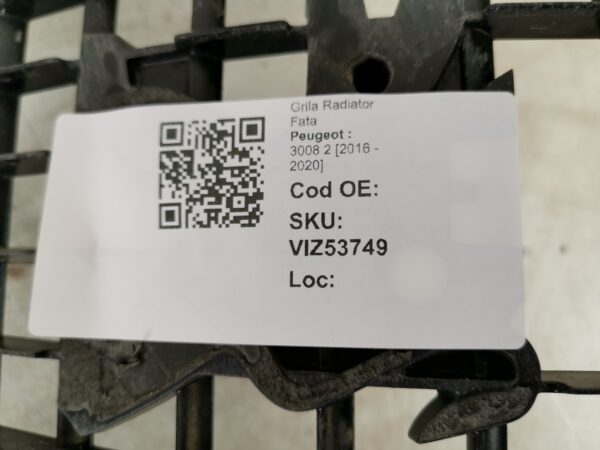 Grila Radiator
Fata
Peugeot :
3008 2 [2016 -
2020]
Cod OE:
SKU:
VIZ53749
Loc: